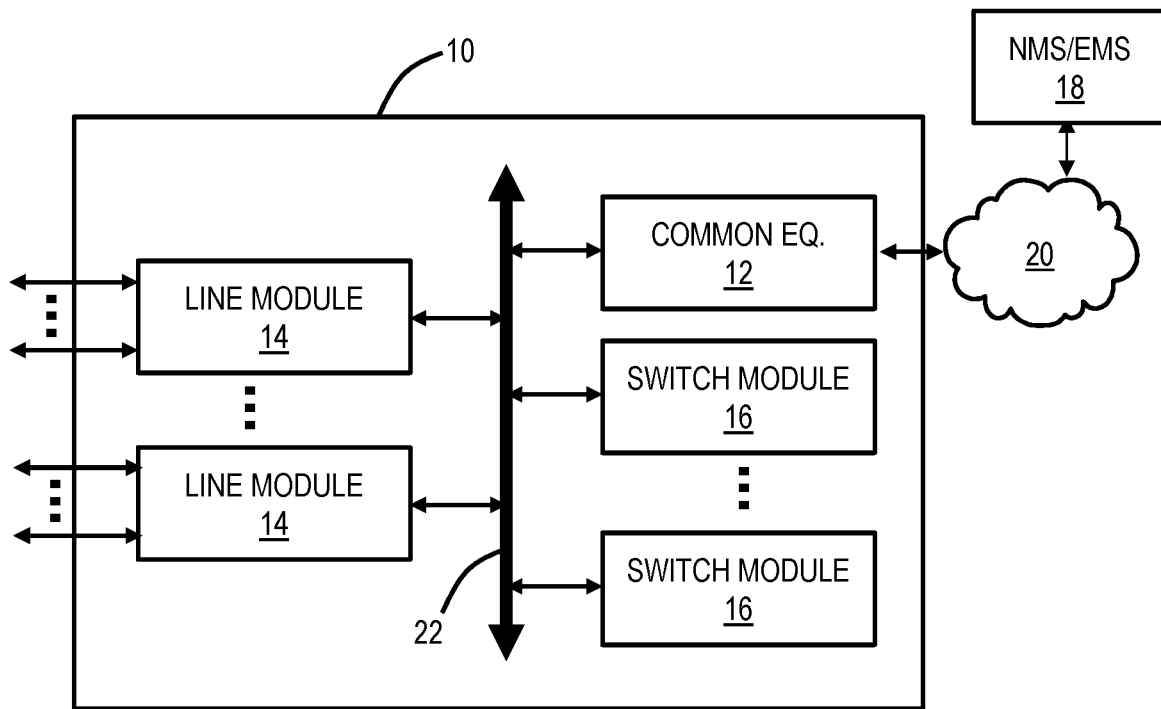 10
NMS/EMS
18
COMMON EQ.
12
20
LINE MODULE
14
SWITCH MODULE
16
LINE MODULE
14
SWITCH MODULE
16
22